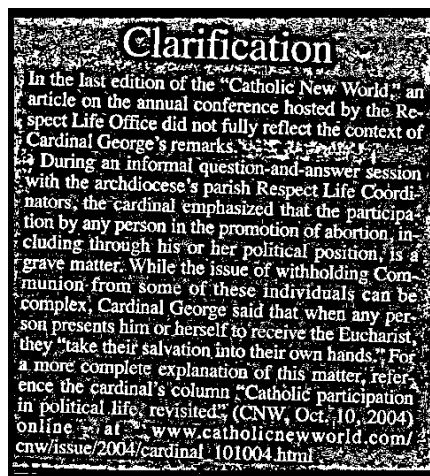 Clarification
In the last edition of the "Catholic New World," an
article on the annual conference hosted by the Re-
spect Life Office did not fully reflect the context of
Cardinal George's remarks.
During an informal question-and-answer session
with the archdiocese's parish Respect Life Coordi-
nators, the cardinal emphasized that the participa-
tion by any person in the promotion of abortion, in-
cluding through his or her political position, is a
grave matter. While the issue of withholding Com-
munion from some of these individuals can be
complex, Cardinal George said that when any per-
son presents him or herself to receive the Eucharist,
they "take their salvation into their own hands." For
a more complete explanation of this matter, refer-
ence the cardinal's column "Catholic participation
in political life, revisited," (CNW, Oct. 10, 2004)
online at www.catholicnewworld.com/
cnw/issue/2004/cardinal_101004.html